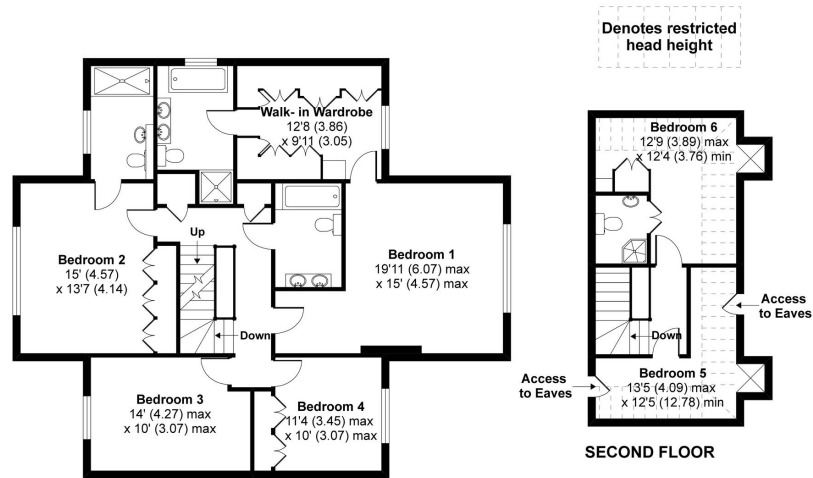 Denotes restricted
head height
Walk- in Wardrobe
12'8 (3.86)
x 9'11 (3.05)
Bedroom 6
12'9 (3.89) max
x 12'4 (3.76) min
Up
Bedroom 2
15' (4.57)
x 13'7 (4.14)
Bedroom 1
19'11 (6.07) max
x 15' (4.57) max
Down
Access
to Eaves
Down
Bedroom 3
14' (4.27) max
x 10' (3.07) max
Bedroom 4
11'4 (3.45) max
x 10' (3.07) max
Access
to Eaves
Bedroom 5
13'5 (4.09) max
x 12'5 (12.78) min
SECOND FLOOR